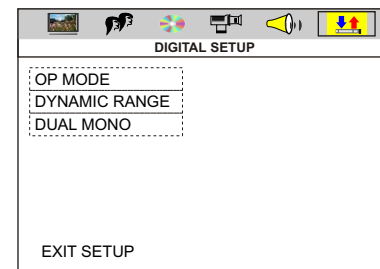 DIGITAL SETUP
OP MODE
DYNAMIC RANGE
DUAL MONO
EXIT SETUP